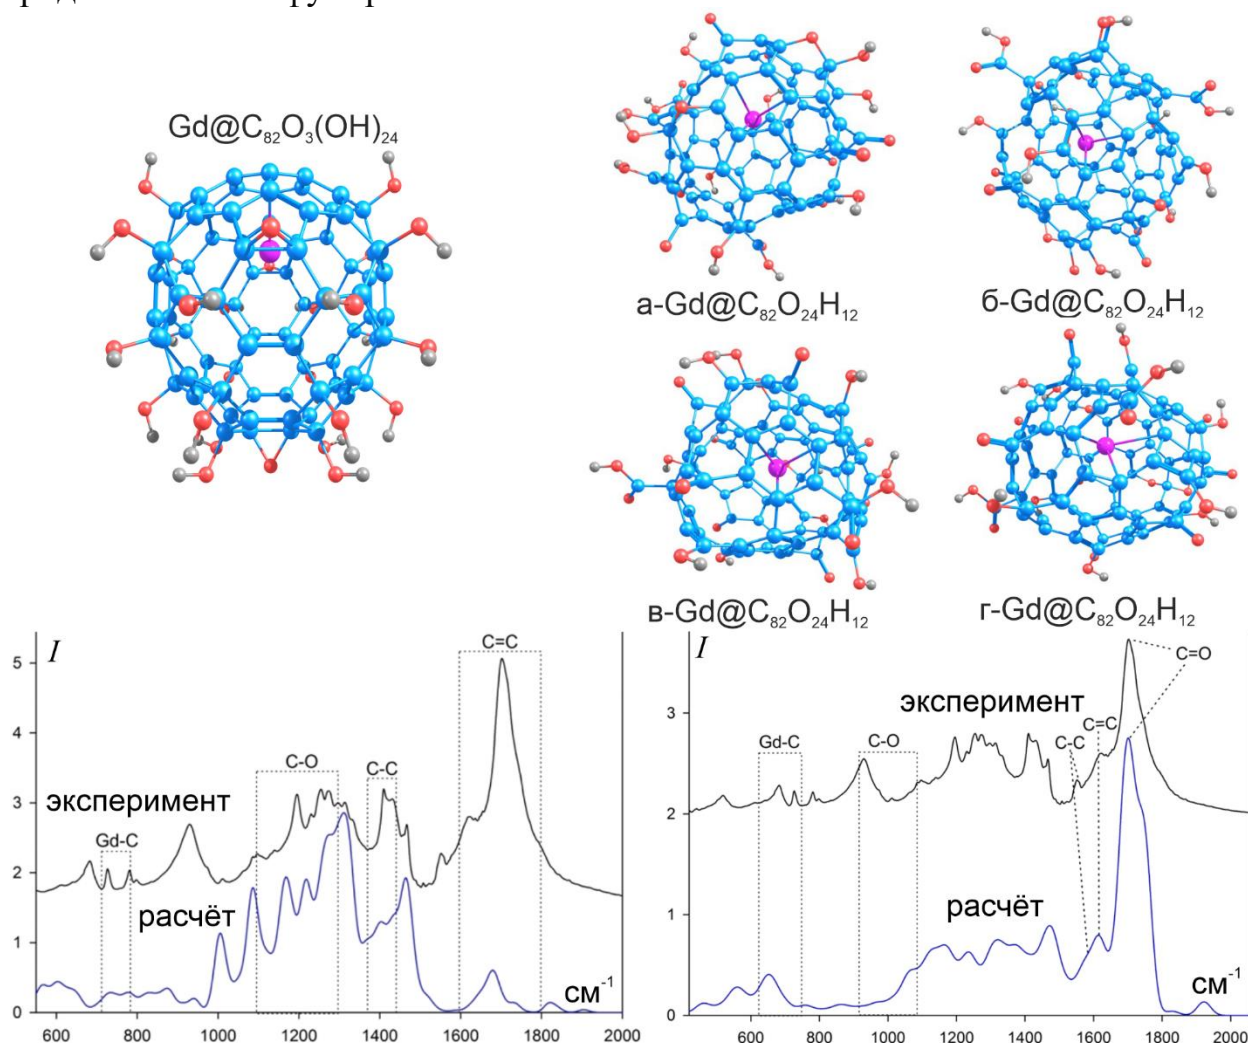 Gd@C₈₂O₃(OH)₂₄
а-Gd@C₈₂O₂₄H₁₂
б-Gd@C₈₂O₂₄H₁₂
в-Gd@C₈₂O₂₄H₁₂
г-Gd@C₈₂O₂₄H₁₂
I
5
4
3
2
1
0
C=C
C-O
C-C
эксперимент
Gd-C
расчёт
см⁻¹
600 800 1000 1200 1400 1600 1800 2000
I
3
2
1
0
C=O
эксперимент
C=C
Gd-C
C-O
C-C
расчёт
см⁻¹
600 800 1000 1200 1400 1600 1800 2000